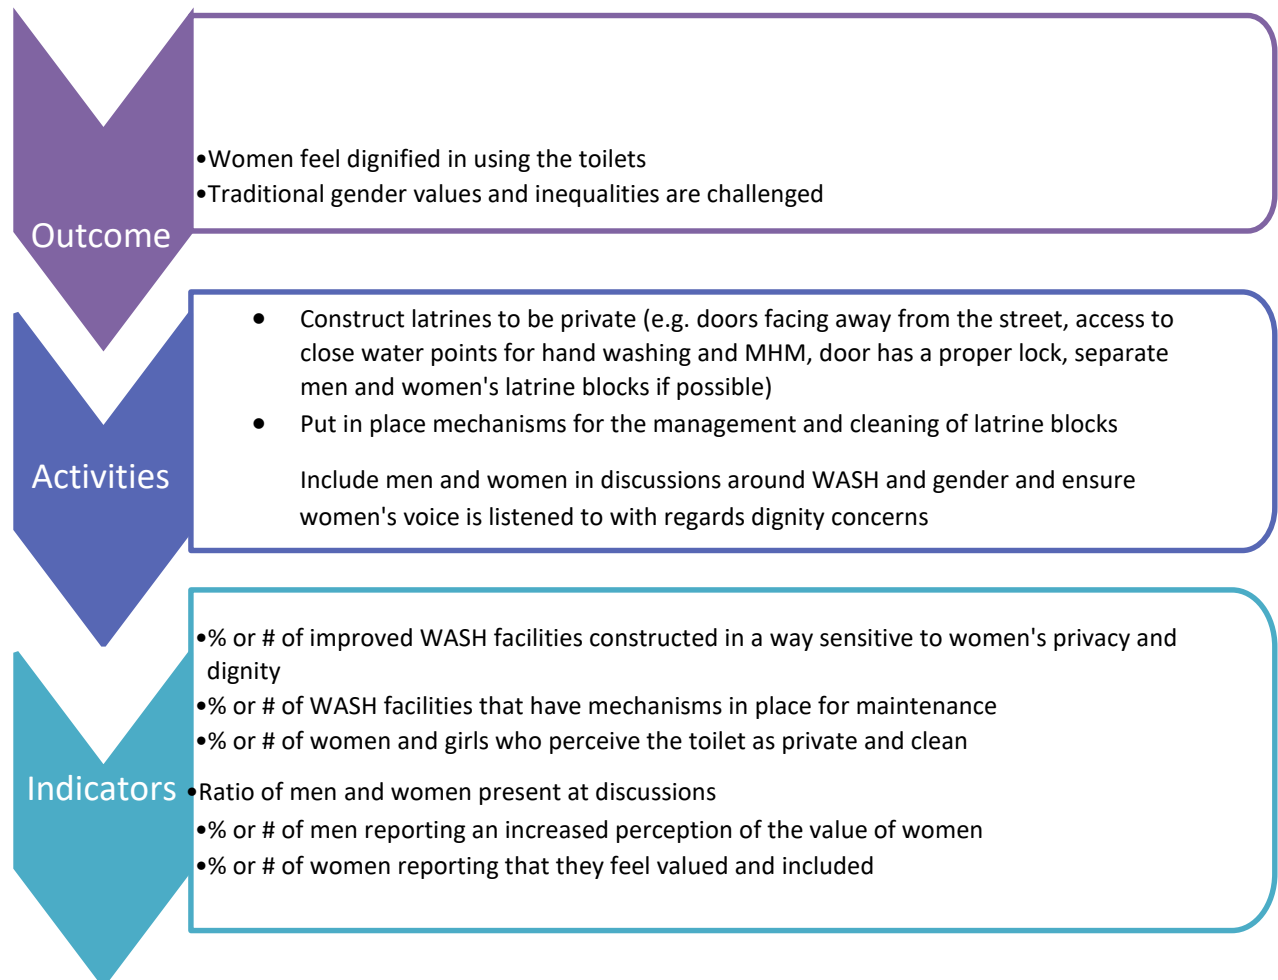 •Women feel dignified in using the toilets
•Traditional gender values and inequalities are challenged
Outcome
• Construct latrines to be private (e.g. doors facing away from the street, access to
close water points for hand washing and MHM, door has a proper lock, separate
men and women's latrine blocks if possible)
• Put in place mechanisms for the management and cleaning of latrine blocks
Activities
Include men and women in discussions around WASH and gender and ensure
women's voice is listened to with regards dignity concerns
•% or # of improved WASH facilities constructed in a way sensitive to women's privacy and
dignity
•% or # of WASH facilities that have mechanisms in place for maintenance
•% or # of women and girls who perceive the toilet as private and clean
Indicators
•Ratio of men and women present at discussions
•% or # of men reporting an increased perception of the value of women
•% or # of women reporting that they feel valued and included